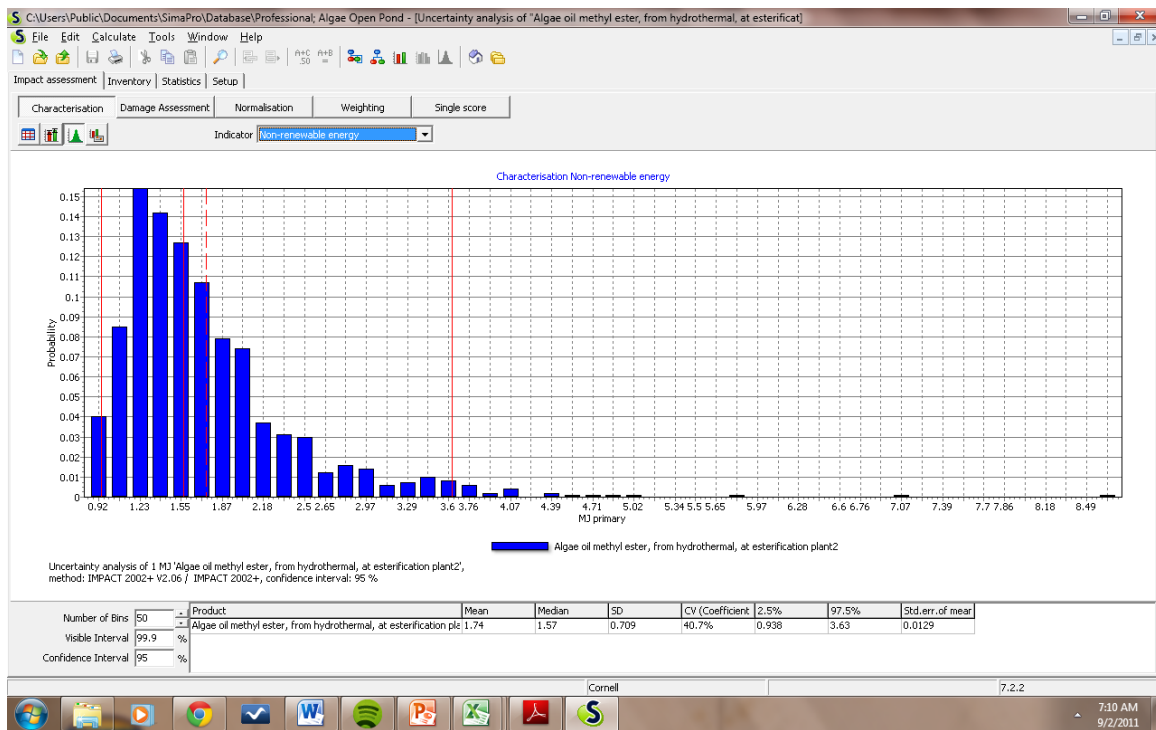 C:\Users\Public\Documents\SimaPro\Database\Professional; Algae Open Pond - [Uncertainty analysis of "Algae oil methyl ester, from hydrothermal, at esterificat]
File Edit Calculate Tools Window Help
Impact assessment Inventory Statistics Setup
Characterisation Damage Assessment Normalisation Weighting Single score
Indicator Non-renewable energy
Characterisation Non-renewable energy
0.15
0.14
0.13
0.12
0.11
0.1
0.09
0.08
0.07
0.06
0.05
0.04
0.03
0.02
0.01
0
Probability
0.92 1.23 1.55 1.87 2.18 2.5 2.65 2.97 3.29 3.6 3.76 4.07 4.39 4.71 5.02 5.34 5.5 5.65 5.97 6.28 6.6 6.76 7.07 7.39 7.7 7.86 8.18 8.49
MJ primary
Algae oil methyl ester, from hydrothermal, at esterification plant2
Uncertainty analysis of 1 MJ 'Algae oil methyl ester, from hydrothermal, at esterification plant2',
method: IMPACT 2002+ V2.06 / IMPACT 2002+, confidence interval: 95 %
Number of Bins 50
Visible Interval 99.9 %
Confidence Interval 95 %
Product Mean Median SD CV (Coefficient 2.5% 97.5% Std.err.of mear
Algae oil methyl ester, from hydrothermal, at esterification pla 1.74 1.57 0.709 40.7% 0.938 3.63 0.0129
Cornell 7.2.2
7:10 AM
9/2/2011